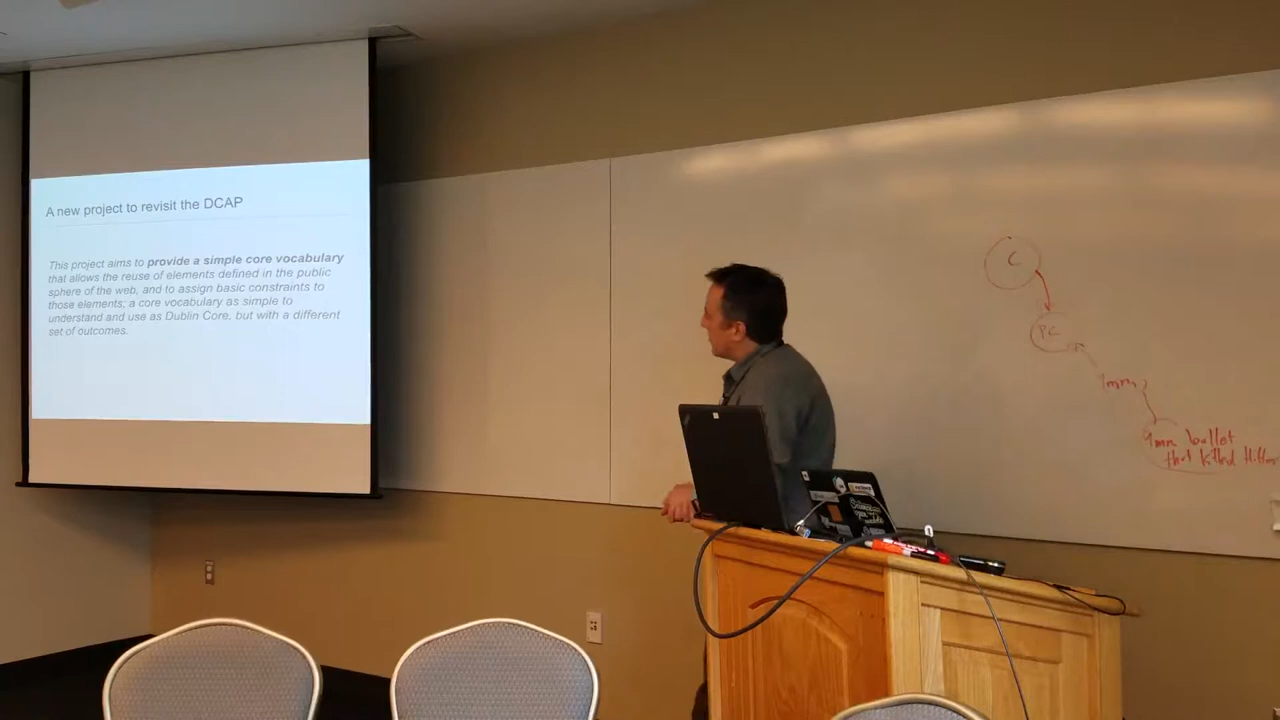 A new project to revisit the DCAP
This project aims to provide a simple core vocabulary
that allows the reuse of elements defined in the public
sphere of the web, and to assign basic constraints to
those elements; a core vocabulary as simple to
understand and use as Dublin Core, but with a different
set of outcomes.
C
PC
9mm
9mm bullet
that killed Hitler